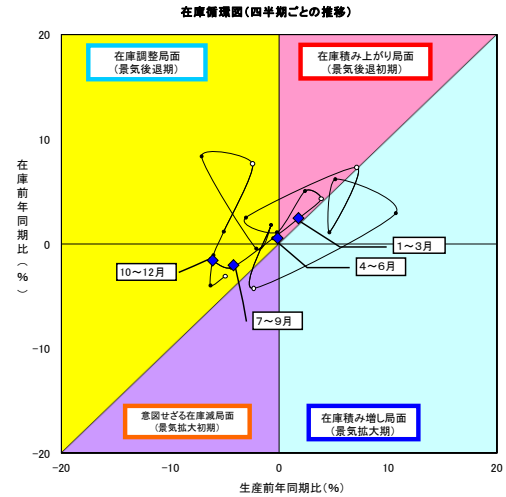 在庫循環図(四半期ごとの推移)
20
在庫調整局面
(景気後退期)
在庫積み上がり局面
(景気後退初期)
10
在庫前年同期比(%)
0
1~3月
10~12月
4~6月
7~9月
-10
意図せざる在庫減局面
(景気拡大初期)
在庫積み増し局面
(景気拡大期)
-20
-20
-10
0
10
20
生産前年同期比(%)